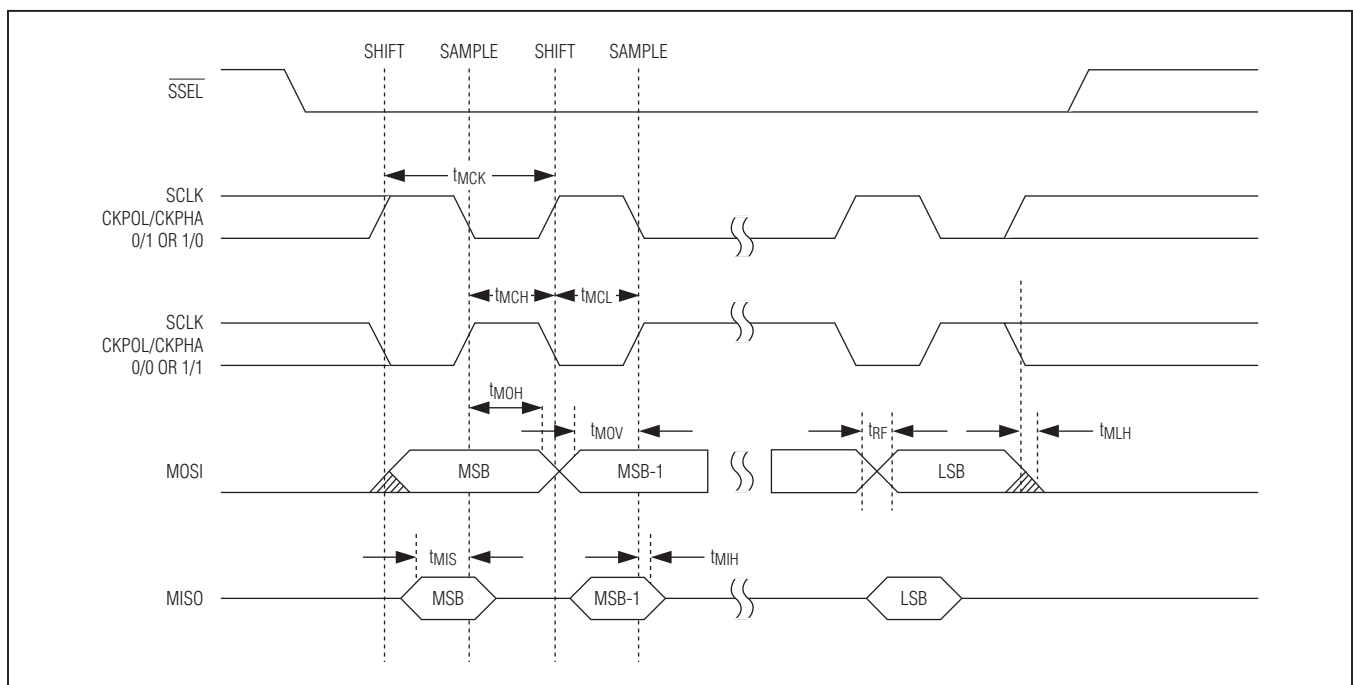 SHIFT SAMPLE SHIFT SAMPLE
SSEL
tMCK
SCLK
CKPOL/CKPHA
0/1 OR 1/0
tMCH tMCL
SCLK
CKPOL/CKPHA
0/0 OR 1/1
tMOH
tMOV tRF tMLH
MOSI MSB MSB-1 LSB
tMIS tMIH
MISO MSB MSB-1 LSB